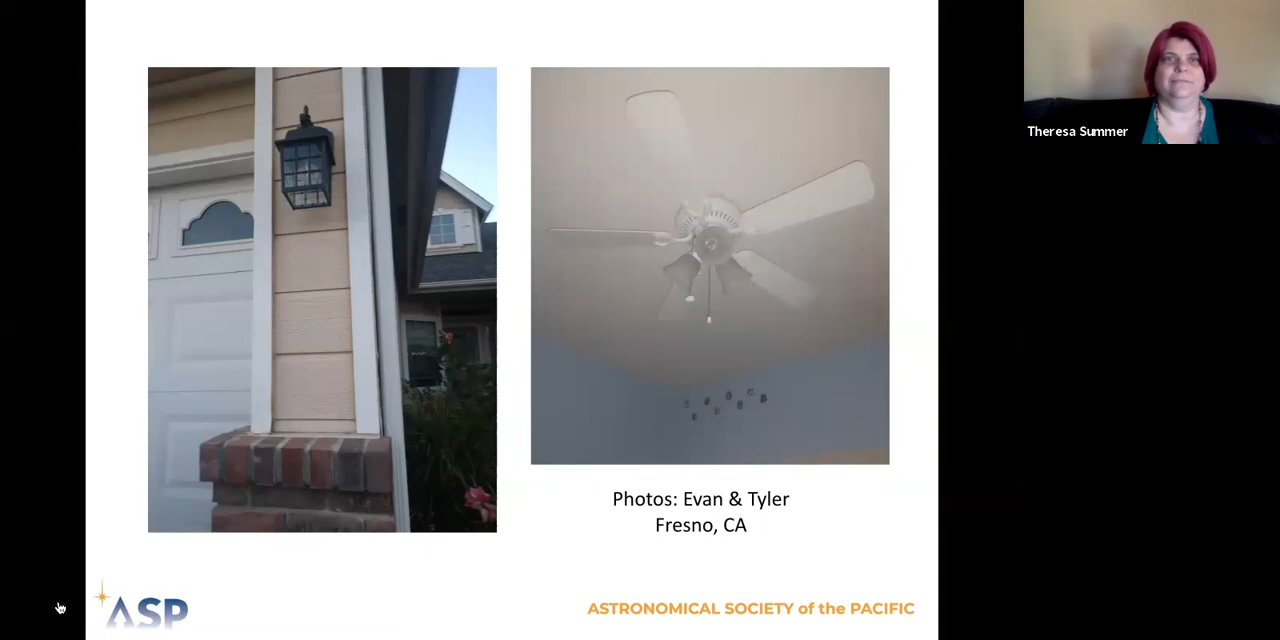 Theresa Summer
Photos: Evan & Tyler
Fresno, CA
ASP
ASTRONOMICAL SOCIETY of the PACIFIC